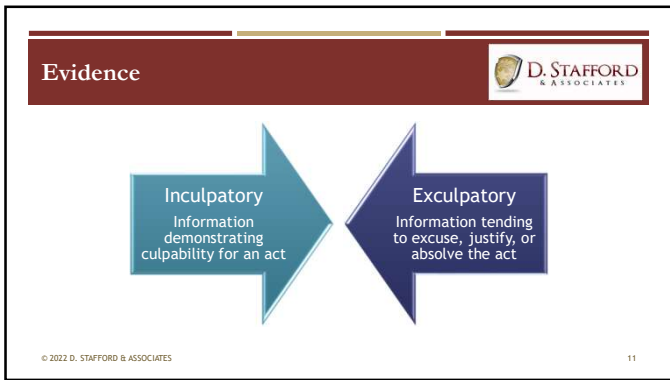 Evidence
D. STAFFORD
& ASSOCIATES
Inculpatory
Information
demonstrating
culpability for an act
Exculpatory
Information tending
to excuse, justify, or
absolve the act
© 2022 D. STAFFORD & ASSOCIATES
11